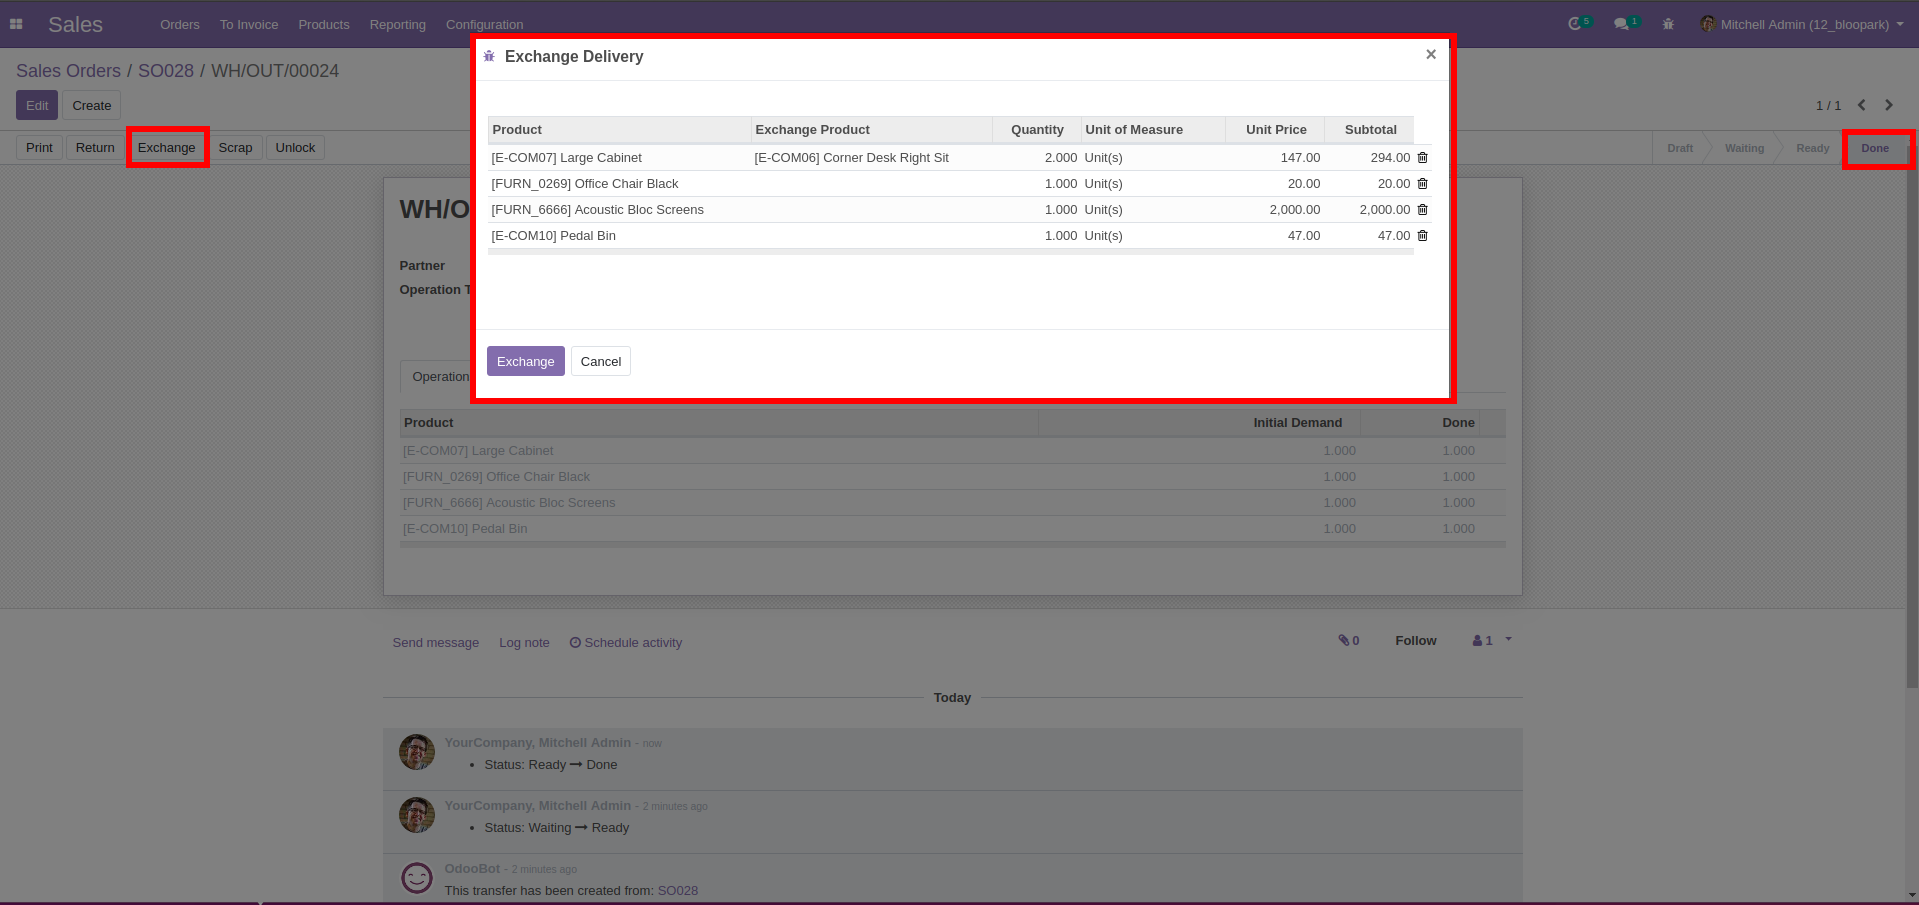 Sales Orders To Invoice Products Reporting Configuration 5 1 Mitchell Admin (12_bloopark)
Sales Orders / SO028 / WH/OUT/00024
Edit Create
1 / 1
Print Return Exchange Scrap Unlock
Draft Waiting Ready Done
Exchange Delivery ×
Product Exchange Product Quantity Unit of Measure Unit Price Subtotal
[E-COM07] Large Cabinet [E-COM06] Corner Desk Right Sit 2.000 Unit(s) 147.00 294.00
[FURN_0269] Office Chair Black 1.000 Unit(s) 20.00 20.00
[FURN_6666] Acoustic Bloc Screens 1.000 Unit(s) 2,000.00 2,000.00
[E-COM10] Pedal Bin 1.000 Unit(s) 47.00 47.00
Exchange Cancel
WH/O
Partner
Operation T
Operation
Product Initial Demand Done
[E-COM07] Large Cabinet 1.000 1.000
[FURN_0269] Office Chair Black 1.000 1.000
[FURN_6666] Acoustic Bloc Screens 1.000 1.000
[E-COM10] Pedal Bin 1.000 1.000
Send message Log note Schedule activity 0 Follow 1
Today
YourCompany, Mitchell Admin - now
• Status: Ready → Done
YourCompany, Mitchell Admin - 2 minutes ago
• Status: Waiting → Ready
OdooBot - 2 minutes ago
This transfer has been created from: SO028